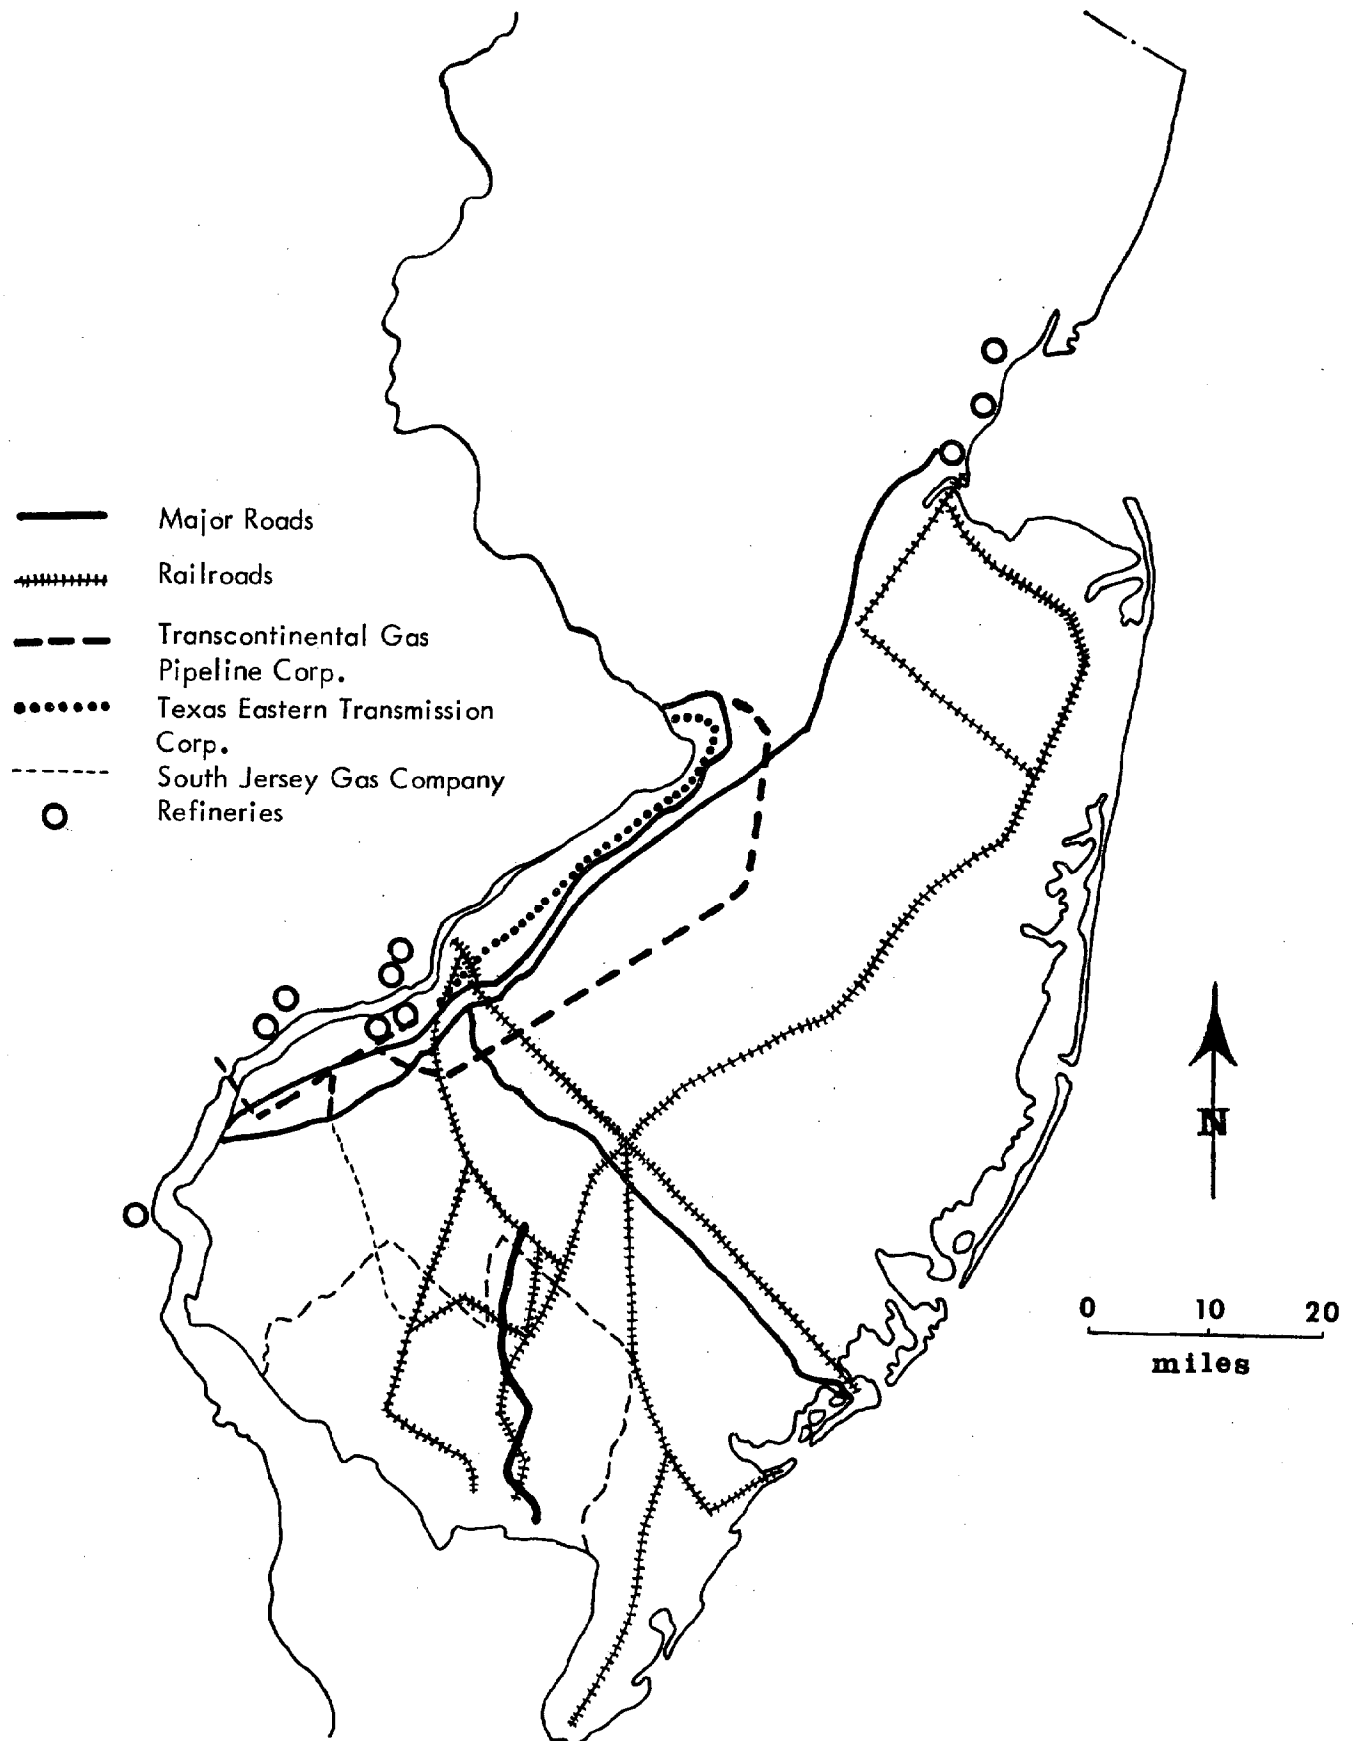 Major Roads
Railroads
Transcontinental Gas
Pipeline Corp.
Texas Eastern Transmission
Corp.
South Jersey Gas Company
Refineries
N
0 10 20
miles